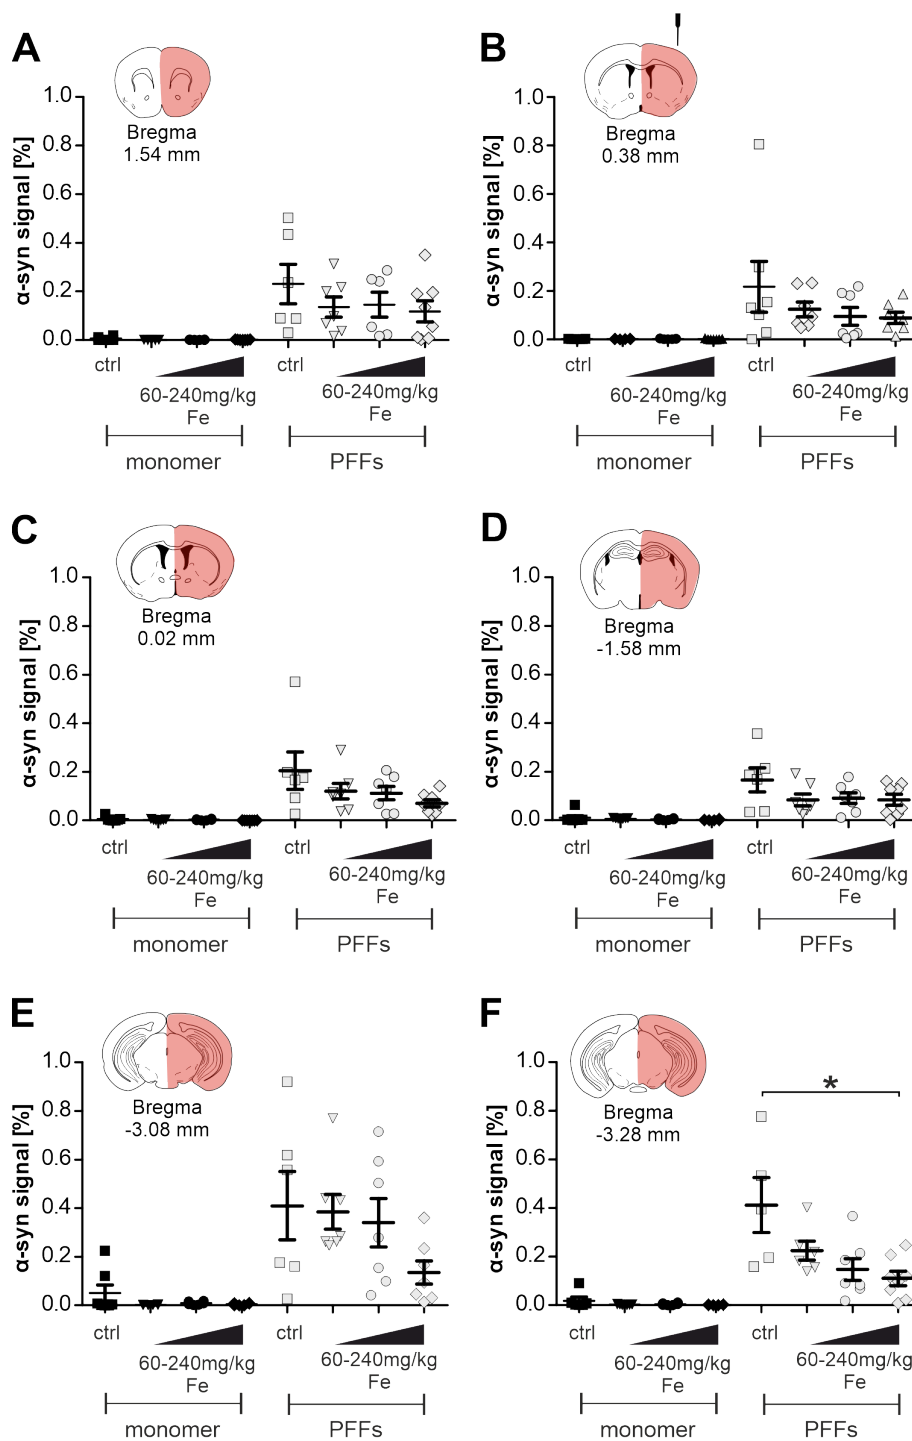 A
Bregma
1.54 mm
α-syn signal [%]
1.0
0.8
0.6
0.4
0.2
0.0
ctrl
ctrl
60-240mg/kg
Fe
60-240mg/kg
Fe
monomer
PFFs
B
Bregma
0.38 mm
α-syn signal [%]
1.0
0.8
0.6
0.4
0.2
0.0
ctrl
ctrl
60-240mg/kg
Fe
60-240mg/kg
Fe
monomer
PFFs
C
Bregma
0.02 mm
α-syn signal [%]
1.0
0.8
0.6
0.4
0.2
0.0
ctrl
ctrl
60-240mg/kg
Fe
60-240mg/kg
Fe
monomer
PFFs
D
Bregma
-1.58 mm
α-syn signal [%]
1.0
0.8
0.6
0.4
0.2
0.0
ctrl
ctrl
60-240mg/kg
Fe
60-240mg/kg
Fe
monomer
PFFs
E
Bregma
-3.08 mm
α-syn signal [%]
1.0
0.8
0.6
0.4
0.2
0.0
ctrl
ctrl
60-240mg/kg
Fe
60-240mg/kg
Fe
monomer
PFFs
F
Bregma
-3.28 mm
*
α-syn signal [%]
1.0
0.8
0.6
0.4
0.2
0.0
ctrl
ctrl
60-240mg/kg
Fe
60-240mg/kg
Fe
monomer
PFFs